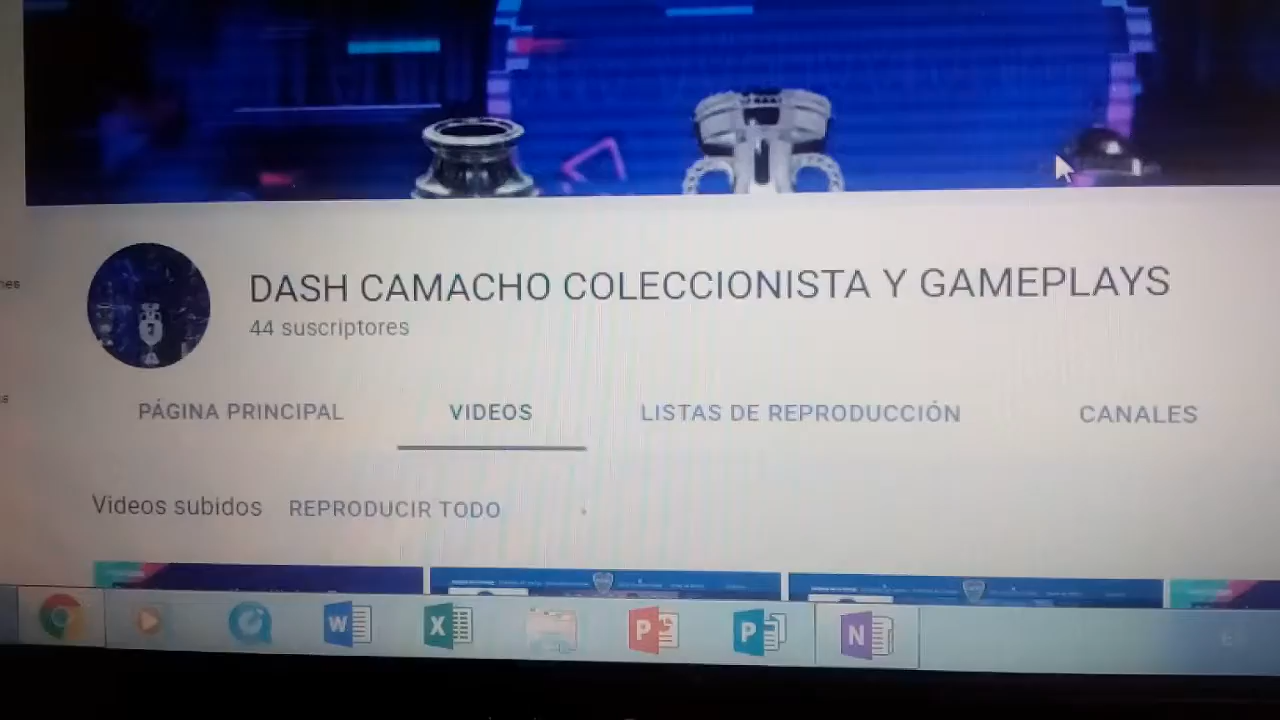 DASH CAMACHO COLECCIONISTA Y GAMEPLAYS
44 suscriptores
PÁGINA PRINCIPAL VIDEOS LISTAS DE REPRODUCCIÓN CANALES
Videos subidos REPRODUCIR TODO
W X P P N